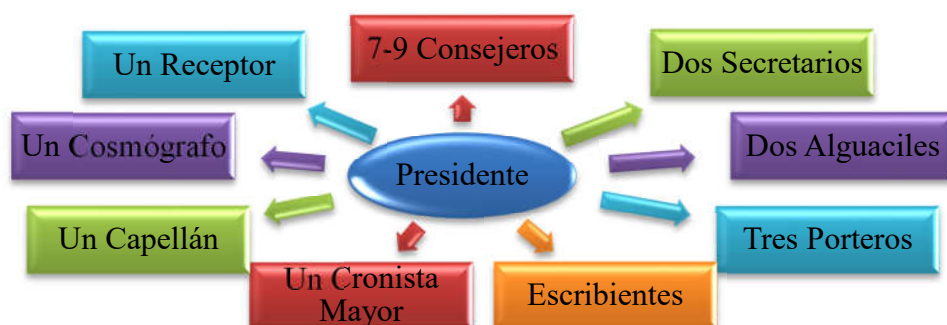 7-9 Consejeros
Un Receptor
Dos Secretarios
Un Cosmógrafo
Presidente
Dos Alguaciles
Un Capellán
Tres Porteros
Un Cronista
Mayor
Escribientes